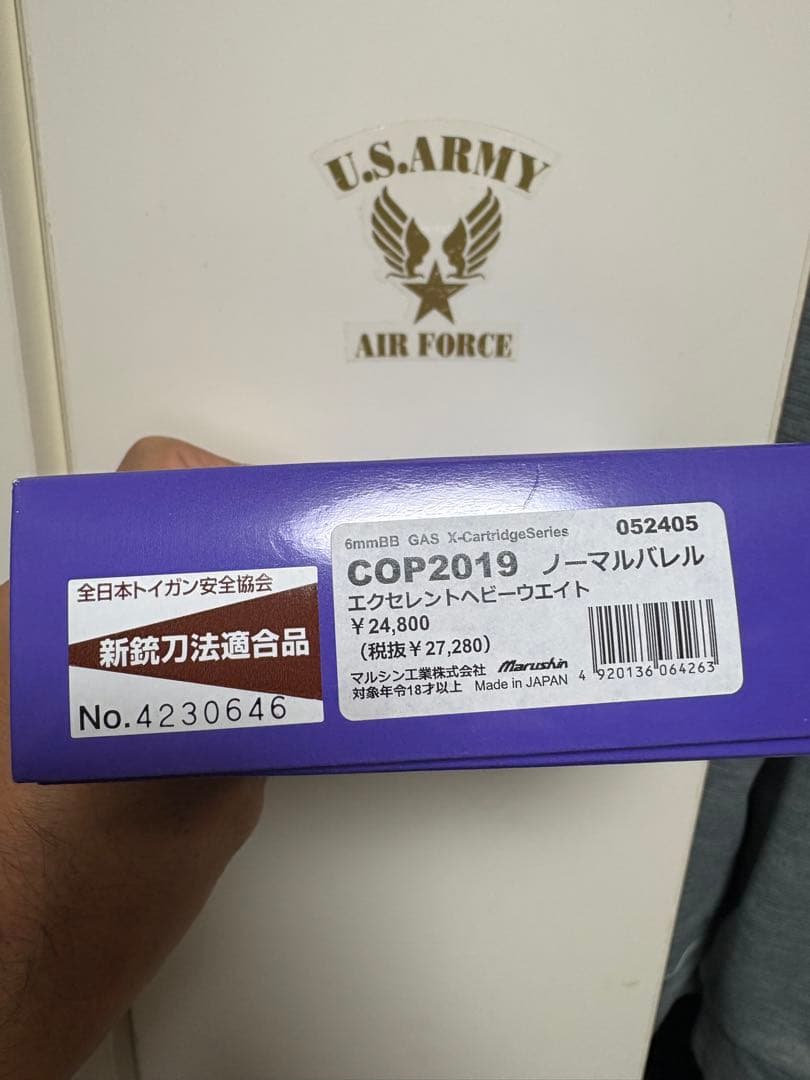 U.S.ARMY
AIR FORCE
全日本トイガン安全協会
新銃刀法適合品
No.4230646
6mmBB GAS X-CartridgeSeries 052405
COP2019 ノーマルバレル
エクセレントヘビーウエイト
￥24,800
（税抜￥27,280）
マルシン工業株式会社 Marushin
対象年令18才以上 Made in JAPAN
4 920136 064263